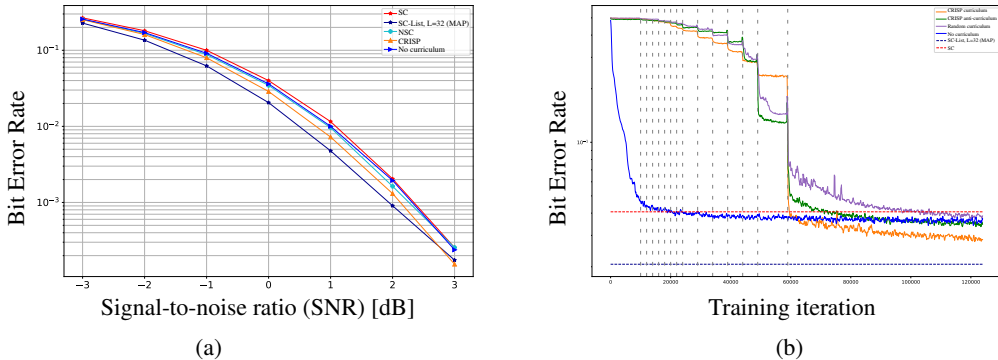 SC
SC-List, L=32 (MAP)
NSC
CRISP
No curriculum
10⁻¹
10⁻²
10⁻³
Bit Error Rate
−3
−2
−1
0
1
2
3
Signal-to-noise ratio (SNR) [dB]
(a)
CRISP curriculum
CRISP anti-curriculum
Random curriculum
No curriculum
SC-List, L=32 (MAP)
SC
Bit Error Rate
0
20000
40000
60000
80000
100000
120000
Training iteration
(b)